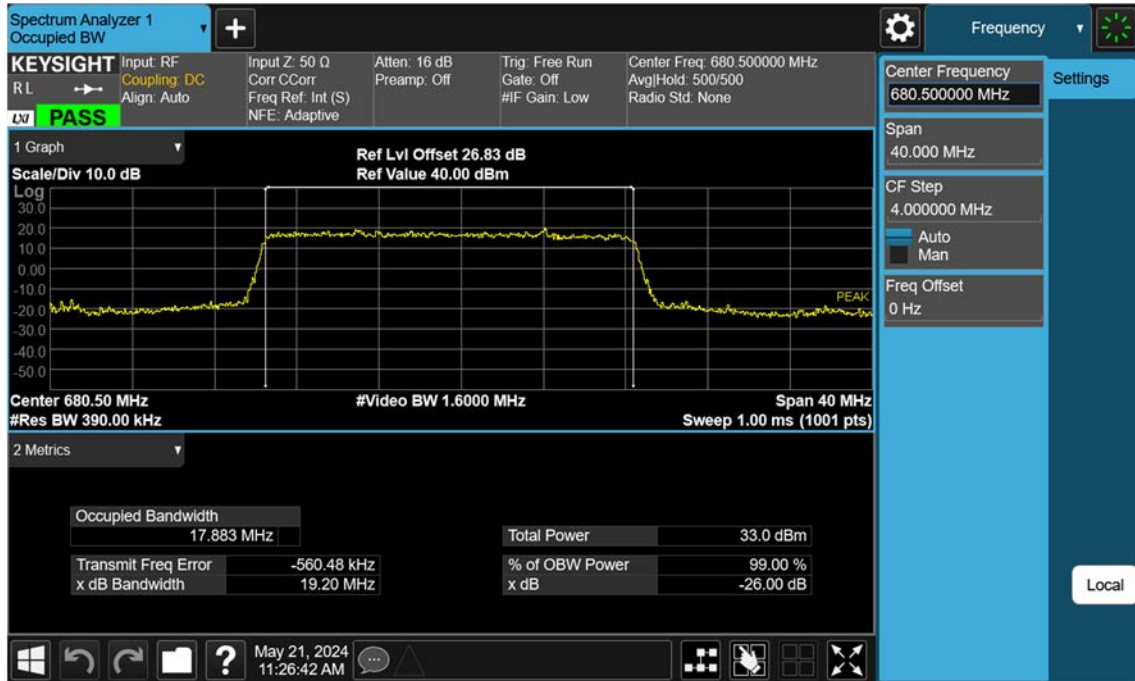 Spectrum Analyzer 1
Occupied BW
+
Frequency
KEYSIGHT
R L
LXI PASS
Input: RF
Coupling: DC
Align: Auto
Input Z: 50 Ω
Corr CCorr
Freq Ref: Int (S)
NFE: Adaptive
Atten: 16 dB
Preamp: Off
Trig: Free Run
Gate: Off
#IF Gain: Low
Center Freq: 680.500000 MHz
Avg|Hold: 500/500
Radio Std: None
Center Frequency
680.500000 MHz
Settings
Span
40.000 MHz
CF Step
4.000000 MHz
Auto
Man
Freq Offset
0 Hz
Local
1 Graph
Scale/Div 10.0 dB
Ref Lvl Offset 26.83 dB
Ref Value 40.00 dBm
Log
30.0
20.0
10.0
0.00
-10.0
-20.0
-30.0
-40.0
-50.0
PEAK
Center 680.50 MHz
#Video BW 1.6000 MHz
Span 40 MHz
#Res BW 390.00 kHz
Sweep 1.00 ms (1001 pts)
2 Metrics
Occupied Bandwidth
17.883 MHz
Total Power 33.0 dBm
Transmit Freq Error -560.48 kHz
% of OBW Power 99.00 %
x dB Bandwidth 19.20 MHz
x dB -26.00 dB
?
May 21, 2024
11:26:42 AM